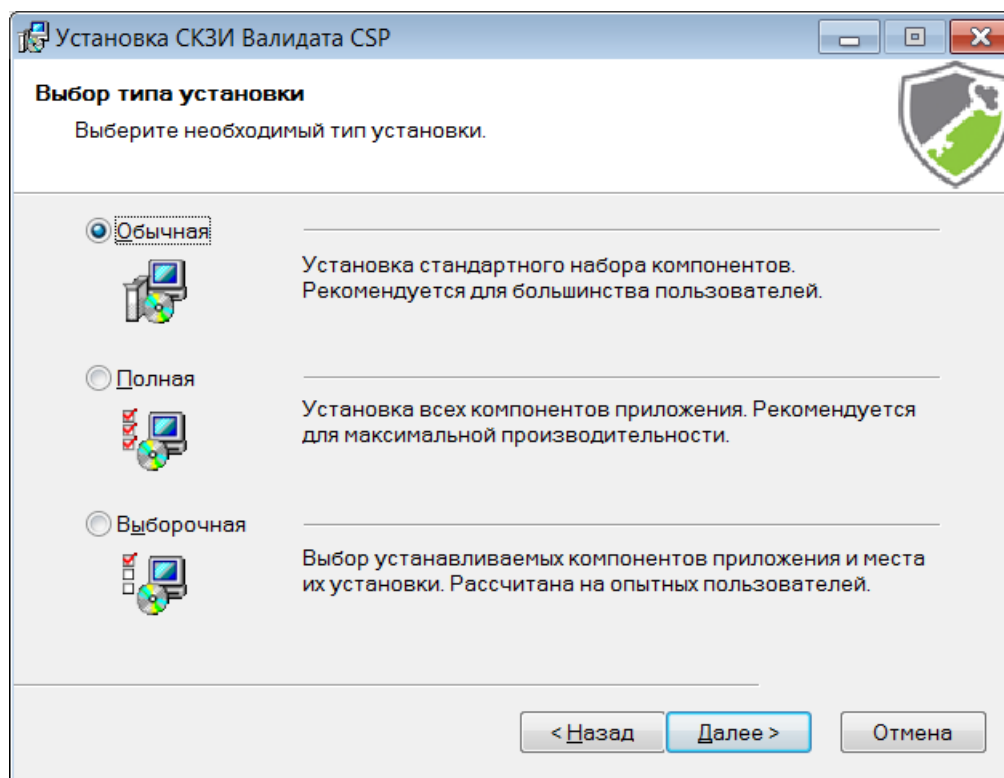 Установка СКЗИ Валидата CSP
Выбор типа установки
Выберите необходимый тип установки.
Обычная
Установка стандартного набора компонентов.
Рекомендуется для большинства пользователей.
Полная
Установка всех компонентов приложения. Рекомендуется
для максимальной производительности.
Выборочная
Выбор устанавливаемых компонентов приложения и места
их установки. Рассчитана на опытных пользователей.
< Назад Далее > Отмена